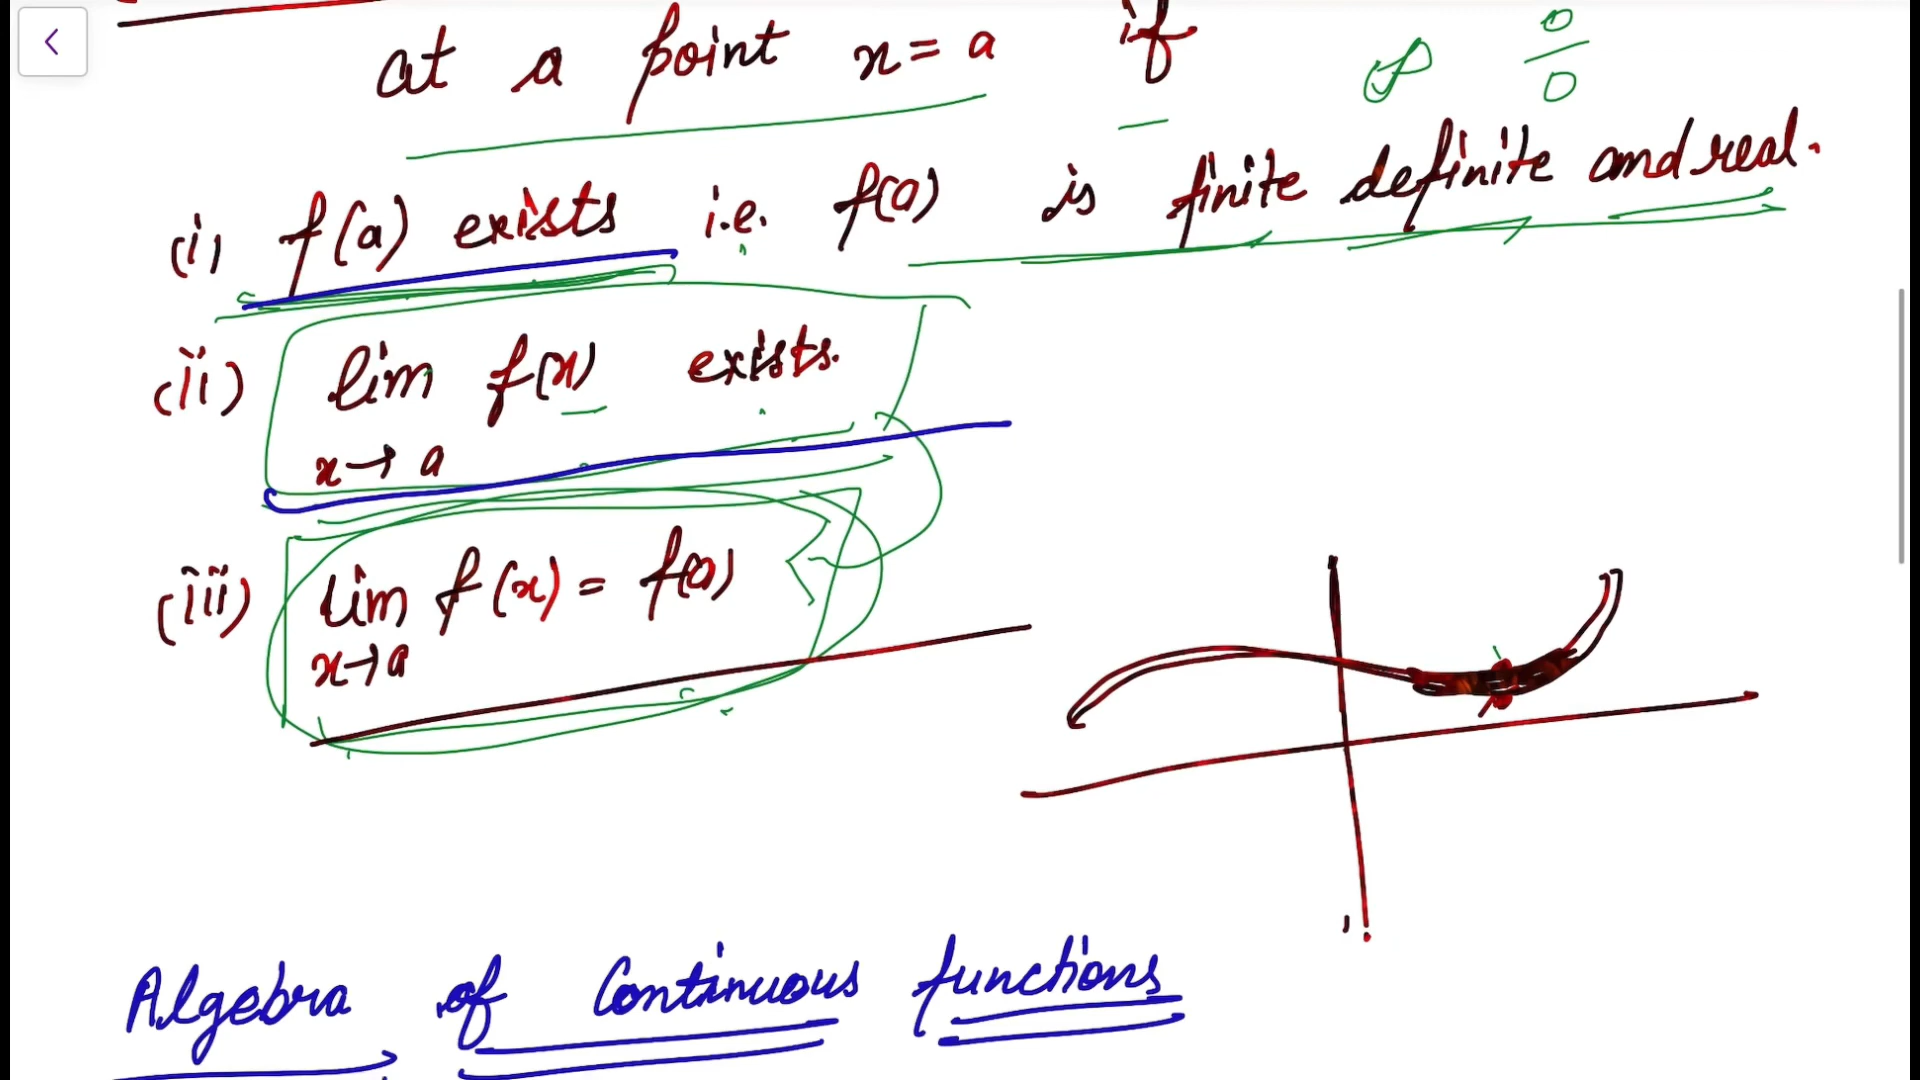 at a point x = a if
∞ 0/0
(i) f(a) exists i.e. f(a) is finite definite and real.
(ii) lim f(x) exists.
x→a
(iii) lim f(x) = f(a)
x→a
Algebra of Continuous functions